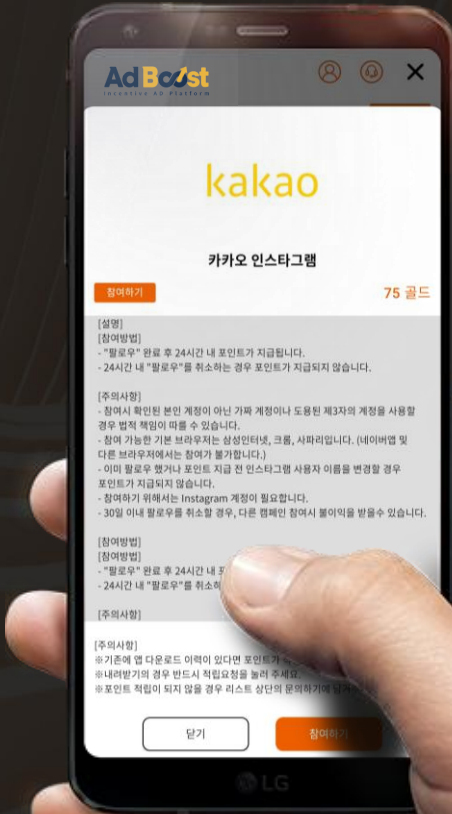 Ad Boost
Incentive AD Platform
kakao
카카오 인스타그램
참여하기
75 골드
[설명]
[참여방법]
- "팔로우" 완료 후 24시간 내 포인트가 지급됩니다.
- 24시간 내 "팔로우"를 취소하는 경우 포인트가 지급되지 않습니다.
[주의사항]
- 참여시 확인된 본인 계정이 아닌 가짜 계정이나 도용된 제3자의 계정을 사용할
경우 법적 책임이 따를 수 있습니다.
- 참여 가능한 기본 브라우저는 삼성인터넷, 크롬, 사파리입니다. (네이버앱 및
다른 브라우저에서는 참여가 불가합니다.)
- 이미 팔로우 했거나 포인트 지급 전 인스타그램 사용자 이름을 변경할 경우
포인트가 지급되지 않습니다.
- 참여하기 위해서는 Instagram 계정이 필요합니다.
- 30일 이내 팔로우를 취소할 경우, 다른 캠페인 참여시 불이익을 받을수 있습니다.
[참여방법]
[참여방법]
- "팔로우" 완료 후 24시간 내
- 24시간 내 "팔로우"를
[주의사항]
[주의사항]
※기존에 앱 다운로드 이력이 있다면 포인트가
※내려받기의 경우 반드시 적립요청을 눌러 주세요.
※포인트 적립이 되지 않을 경우 리스트 상단의 문의하기에
닫기
참여하기
LG